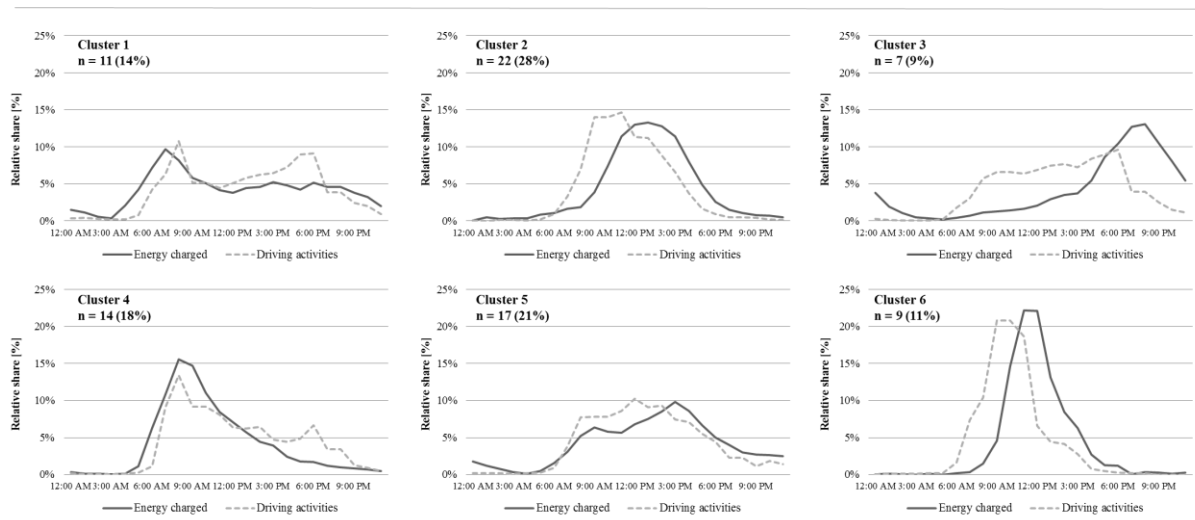 Cluster 1
n = 11 (14%)
Relative share [%]
25%
20%
15%
10%
5%
0%
12:00 AM 3:00 AM 6:00 AM 9:00 AM 12:00 PM 3:00 PM 6:00 PM 9:00 PM
Energy charged Driving activities
Cluster 2
n = 22 (28%)
Relative share [%]
25%
20%
15%
10%
5%
0%
12:00 AM 3:00 AM 6:00 AM 9:00 AM 12:00 PM 3:00 PM 6:00 PM 9:00 PM
Energy charged Driving activities
Cluster 3
n = 7 (9%)
Relative share [%]
25%
20%
15%
10%
5%
0%
12:00 AM 3:00 AM 6:00 AM 9:00 AM 12:00 PM 3:00 PM 6:00 PM 9:00 PM
Energy charged Driving activities
Cluster 4
n = 14 (18%)
Relative share [%]
25%
20%
15%
10%
5%
0%
12:00 AM 3:00 AM 6:00 AM 9:00 AM 12:00 PM 3:00 PM 6:00 PM 9:00 PM
Energy charged Driving activities
Cluster 5
n = 17 (21%)
Relative share [%]
25%
20%
15%
10%
5%
0%
12:00 AM 3:00 AM 6:00 AM 9:00 AM 12:00 PM 3:00 PM 6:00 PM 9:00 PM
Energy charged Driving activities
Cluster 6
n = 9 (11%)
Relative share [%]
25%
20%
15%
10%
5%
0%
12:00 AM 3:00 AM 6:00 AM 9:00 AM 12:00 PM 3:00 PM 6:00 PM 9:00 PM
Energy charged Driving activities